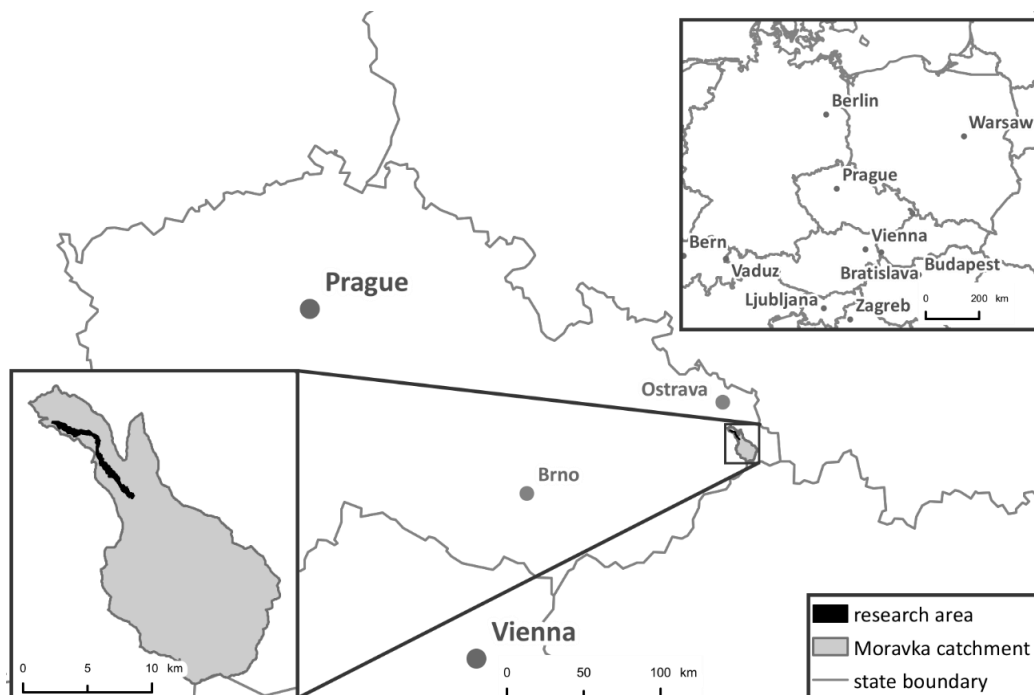 Berlin
Warsaw
Prague
Vienna
Bern
Vaduz
Bratislava
Budapest
Ljubljana
Zagreb
0 200 km
Prague
Ostrava
Brno
Vienna
0 5 10 km
0 50 100 km
research area
Moravka catchment
state boundary